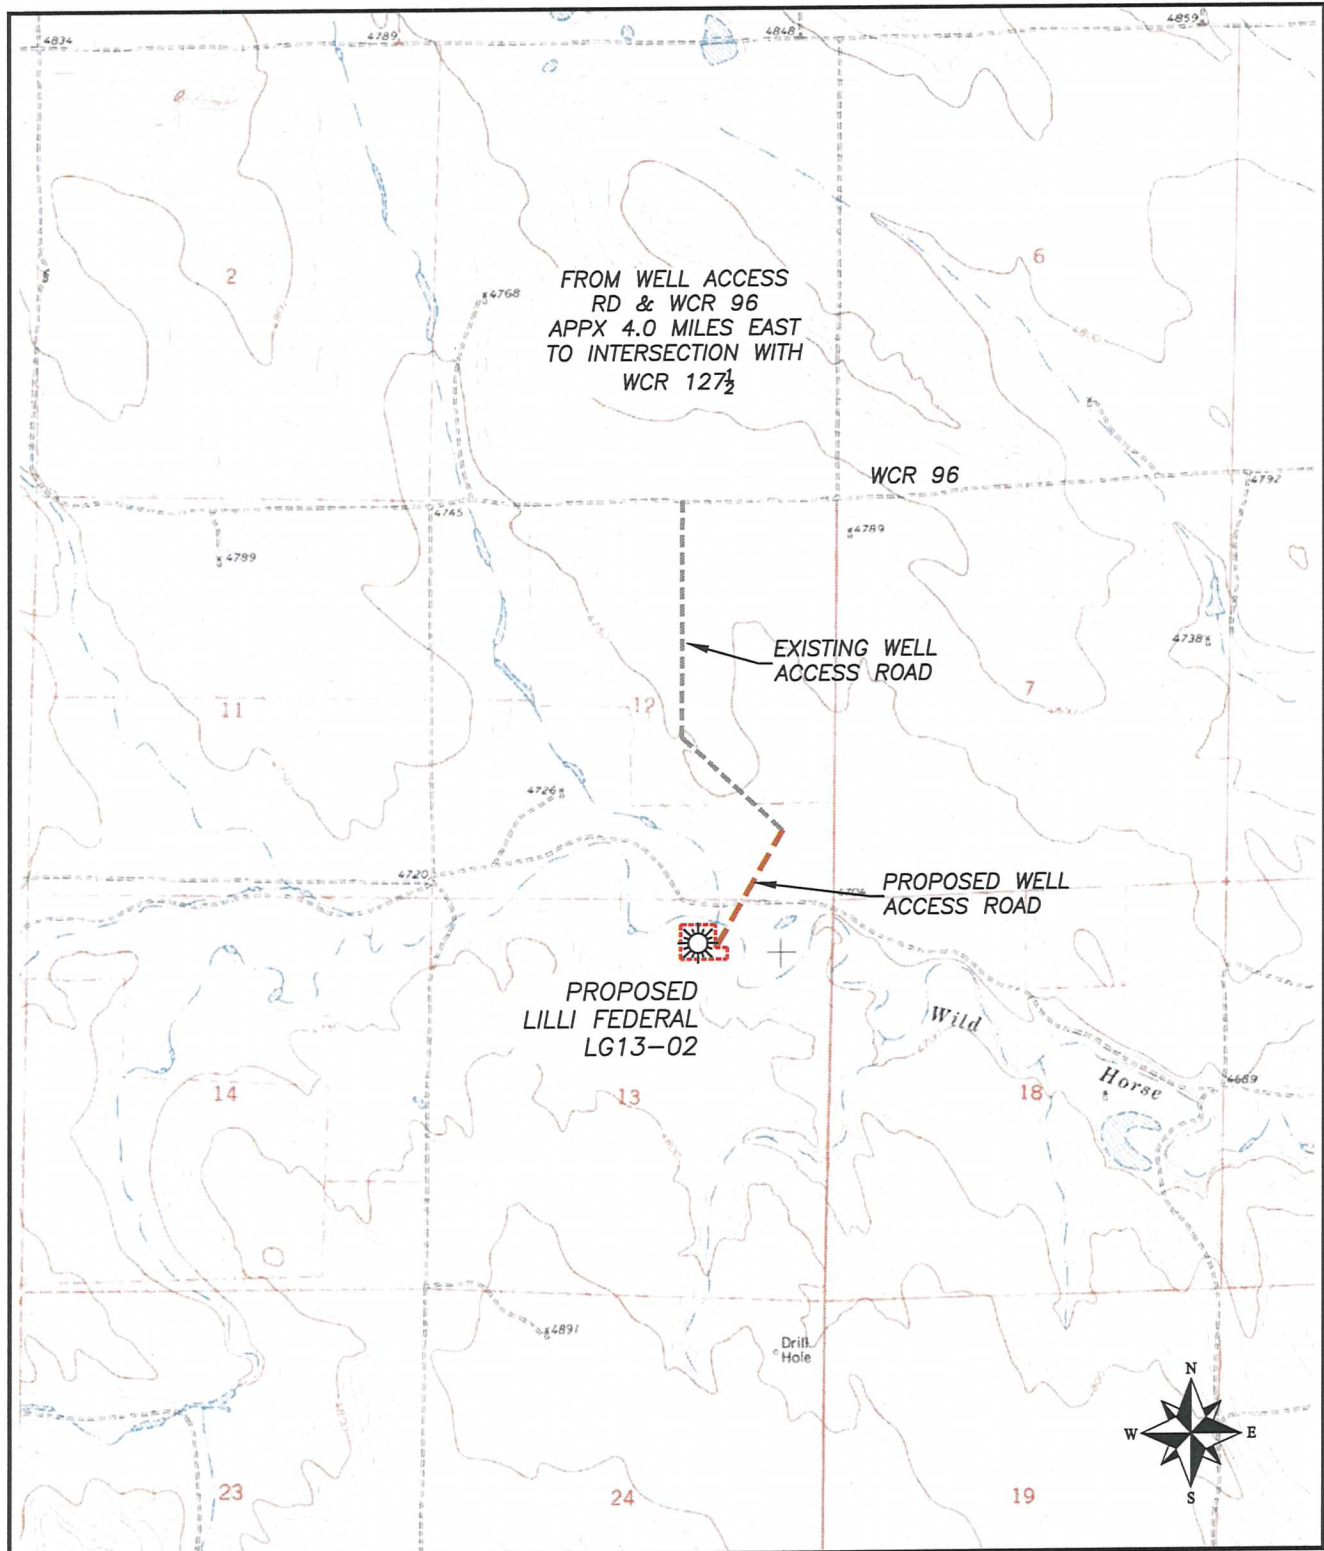 4834
4789
4848
4859
2
6
FROM WELL ACCESS
RD & WCR 96
APPX 4.0 MILES EAST
TO INTERSECTION WITH
WCR 127½
4768
4800
WCR 96
4792
4745
4789
4789
4738
EXISTING WELL
ACCESS ROAD
11
12
7
4800
4726
4720
PROPOSED WELL
ACCESS ROAD
PROPOSED
LILLI FEDERAL
LG13-02
Wild
Horse
4689
14
13
18
4891
Drill
Hole
N
W
E
S
23
24
19